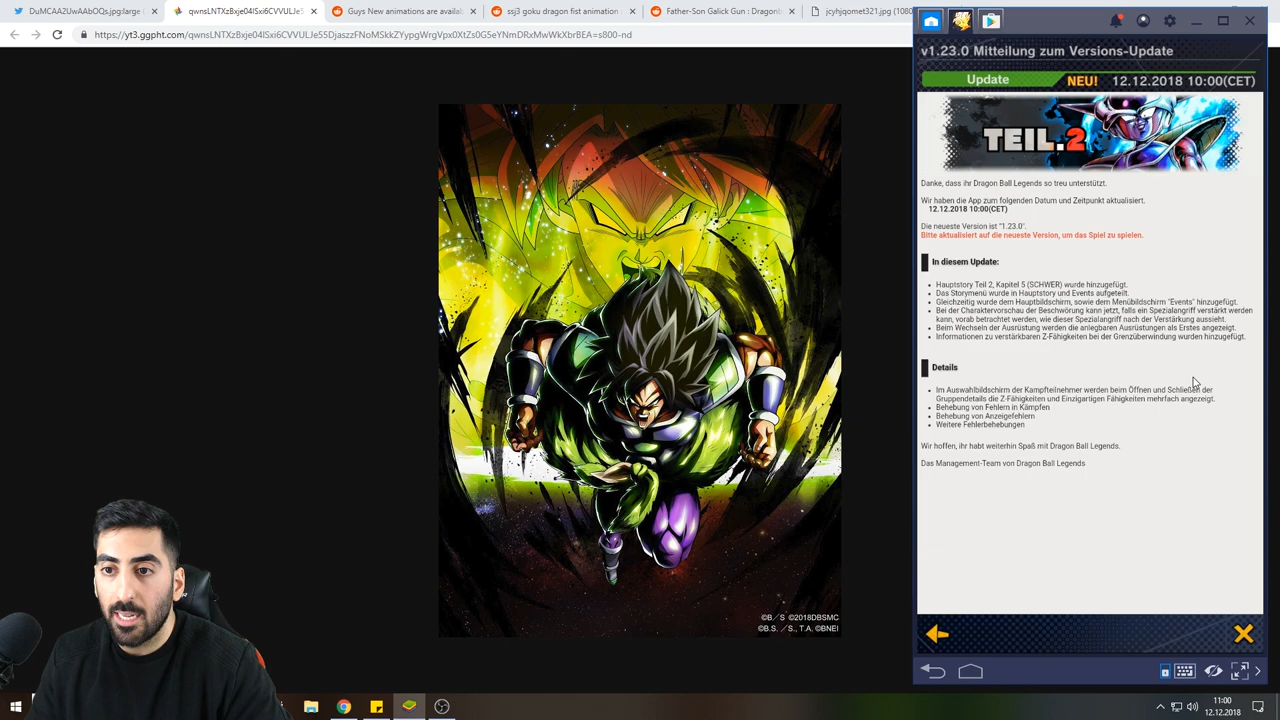 DuM4CAA2UwAAbOQs.jpg:large
qwnsLNTXzBxje04ISxi6CVVULJe
Guys New animations are availab
ssj3 goku dragon fist animation a
Father-Son Galick Gun : Dragonb
jcyhjqomet321.jpg
https://yt3.ggpht.com/
v1.23.0 Mitteilung zum Versions-Update
Update NEU! 12.12.2018 10:00(CET)
TEIL.2
Danke, dass ihr Dragon Ball Legends so treu unterstützt.
Wir haben die App zum folgenden Datum und Zeitpunkt aktualisiert.
12.12.2018 10:00(CET)
Die neueste Version ist "1.23.0".
Bitte aktualisiert auf die neueste Version, um das Spiel zu spielen.
In diesem Update:
• Hauptstory Teil 2, Kapitel 5 (SCHWER) wurde hinzugefügt.
• Das Storymenü wurde in Hauptstory und Events aufgeteilt.
• Gleichzeitig wurde dem Hauptbildschirm, sowie dem Menübildschirm "Events" hinzugefügt.
• Bei der Charaktervorschau der Beschwörung kann jetzt, falls ein Spezialangriff verstärkt werden
kann, vorab betrachtet werden, wie dieser Spezialangriff nach der Verstärkung aussieht.
• Beim Wechseln der Ausrüstung werden die anlegbaren Ausrüstungen als Erstes angezeigt.
• Informationen zu verstärkbaren Z-Fähigkeiten bei der Grenzüberwindung wurden hinzugefügt.
Details
• Im Auswahlbildschirm der Kampfteilnehmer werden beim Öffnen und Schließen der
Gruppendetails die Z-Fähigkeiten und Einzigartigen Fähigkeiten mehrfach angezeigt.
• Behebung von Fehlern in Kämpfen
• Behebung von Anzeigefehlern
• Weitere Fehlerbehebungen
Wir hoffen, ihr habt weiterhin Spaß mit Dragon Ball Legends.
Das Management-Team von Dragon Ball Legends
©B／S ©2018DBSMC
©B.S.／S., T.A. ©BNEI
11:00
12.12.2018